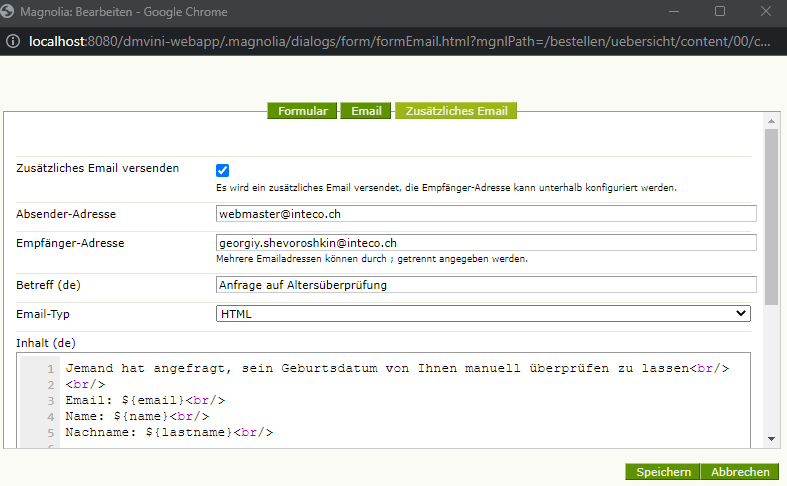 Magnolia: Bearbeiten - Google Chrome
localhost:8080/dmvini-webapp/.magnolia/dialogs/form/formEmail.html?mgnlPath=/bestellen/uebersicht/content/00/c...
Formular Email Zusätzliches Email
Zusätzliches Email versenden
Es wird ein zusätzliches Email versendet, die Empfänger-Adresse kann unterhalb konfiguriert werden.
Absender-Adresse webmaster@inteco.ch
Empfänger-Adresse georgiy.shevoroshkin@inteco.ch
Mehrere Emailadressen können durch ; getrennt angegeben werden.
Betreff (de) Anfrage auf Altersüberprüfung
Email-Typ HTML
Inhalt (de)
1 Jemand hat angefragt, sein Geburtsdatum von Ihnen manuell überprüfen zu lassen<br/>
2 <br/>
3 Email: ${email}<br/>
4 Name: ${name}<br/>
5 Nachname: ${lastname}<br/>
Speichern Abbrechen